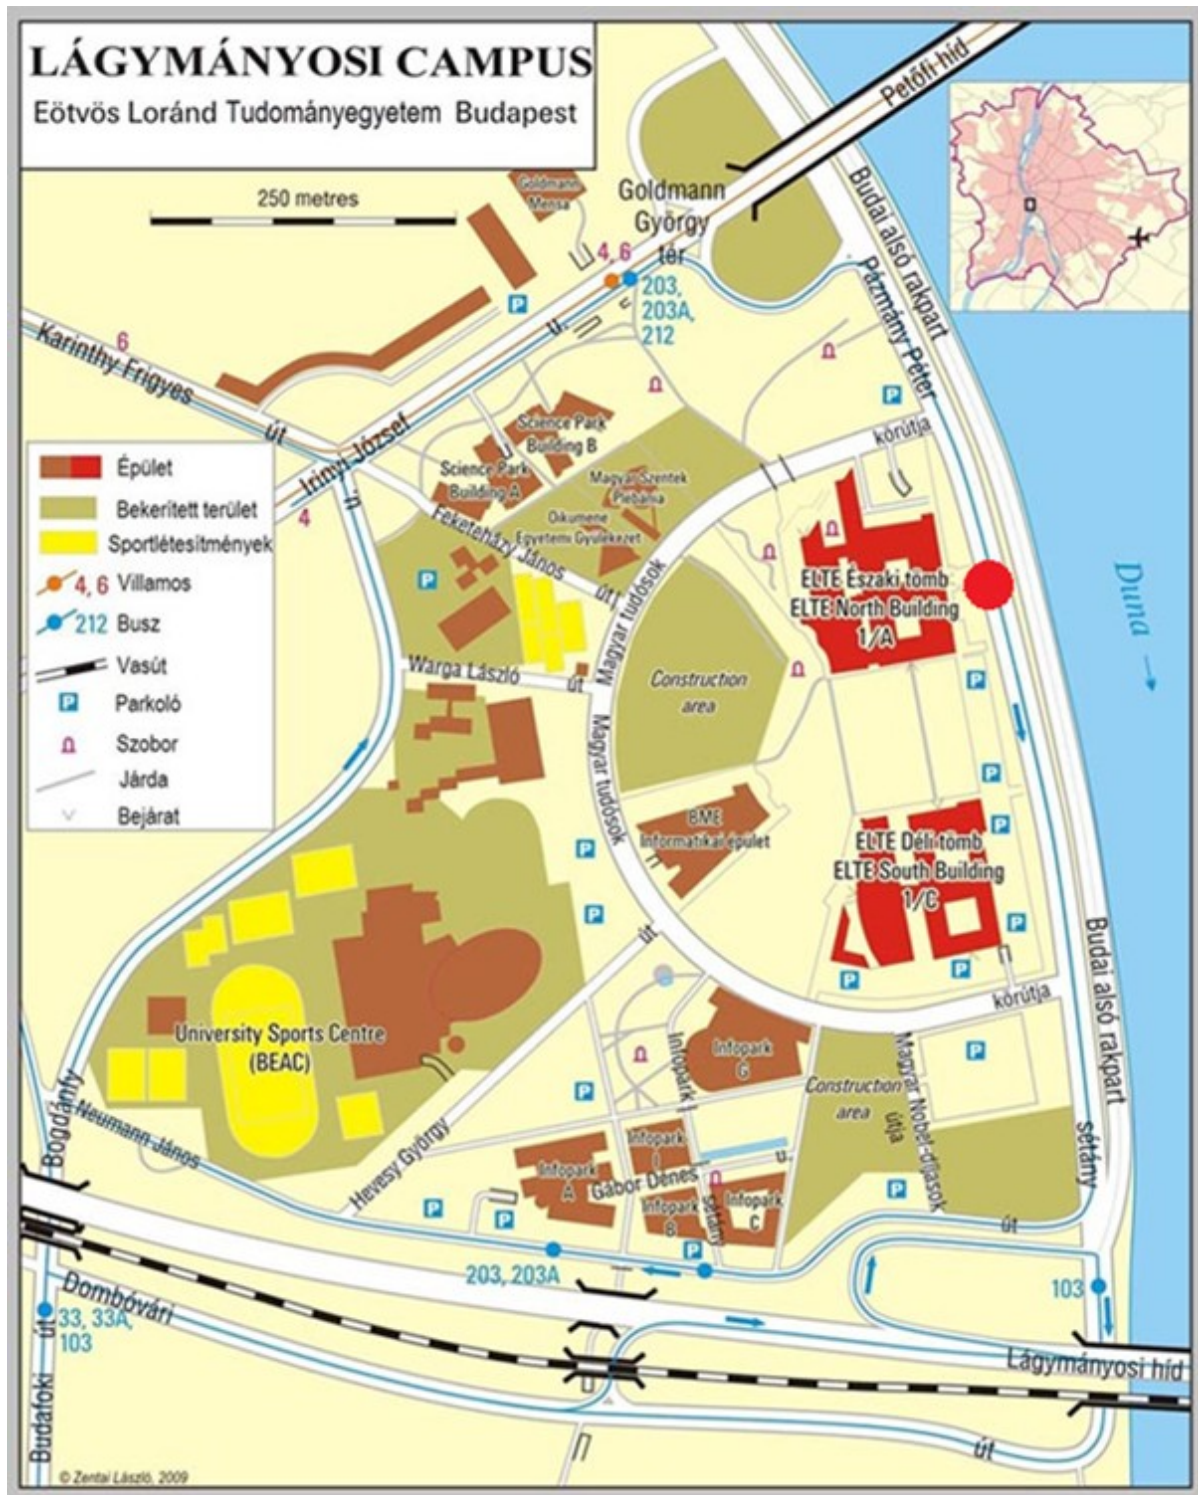 LÁGYMÁNYOSI CAMPUS
Eötvös Loránd Tudományegyetem Budapest
250 metres
Goldmann
Mensa
Goldmann
György
tér
Petőfi-híd
4, 6
203,
203A,
212
Budai alsó rakpart
Pázmány Péter
6
Karinthy Frigyes
út
Irinyi József
u.
4
Science Park
Building B
Science Park
Building A
Magyar Szentek
Plébánia
Ökumene
Egyetemi Gyülekezet
körútja
Feketeházy János
út
Magyar tudósok
P
P
P
Épület
Bekerített terület
Sportlétesítmények
4, 6 Villamos
212 Busz
Vasút
P Parkoló
Szobor
Járda
Bejárat
ELTE Északi tömb
ELTE North Building
1/A
Duna
Warga László
út
Construction
area
Magyar tudósok
P
P
P
BME
Informatikai épület
ELTE Déli tömb
ELTE South Building
1/C
P
P
P
P
P
út
University Sports Centre
(BEAC)
körútja
Budai alsó rakpart
Infopark
G
Infopark
Construction
area
Magyar Nobel-díjasok
útja
P
P
sétány
Bogdánfy
Neumann János
Hevesy György
Infopark
I
Infopark
A
Gábor Dénes
u.
Infopark
B
sétány
Infopark
C
P
P
P
P
út
203, 203A
103
Dombóvári
33, 33A,
103
Budafoki út
Lágymányosi híd
út
© Zentai László, 2009